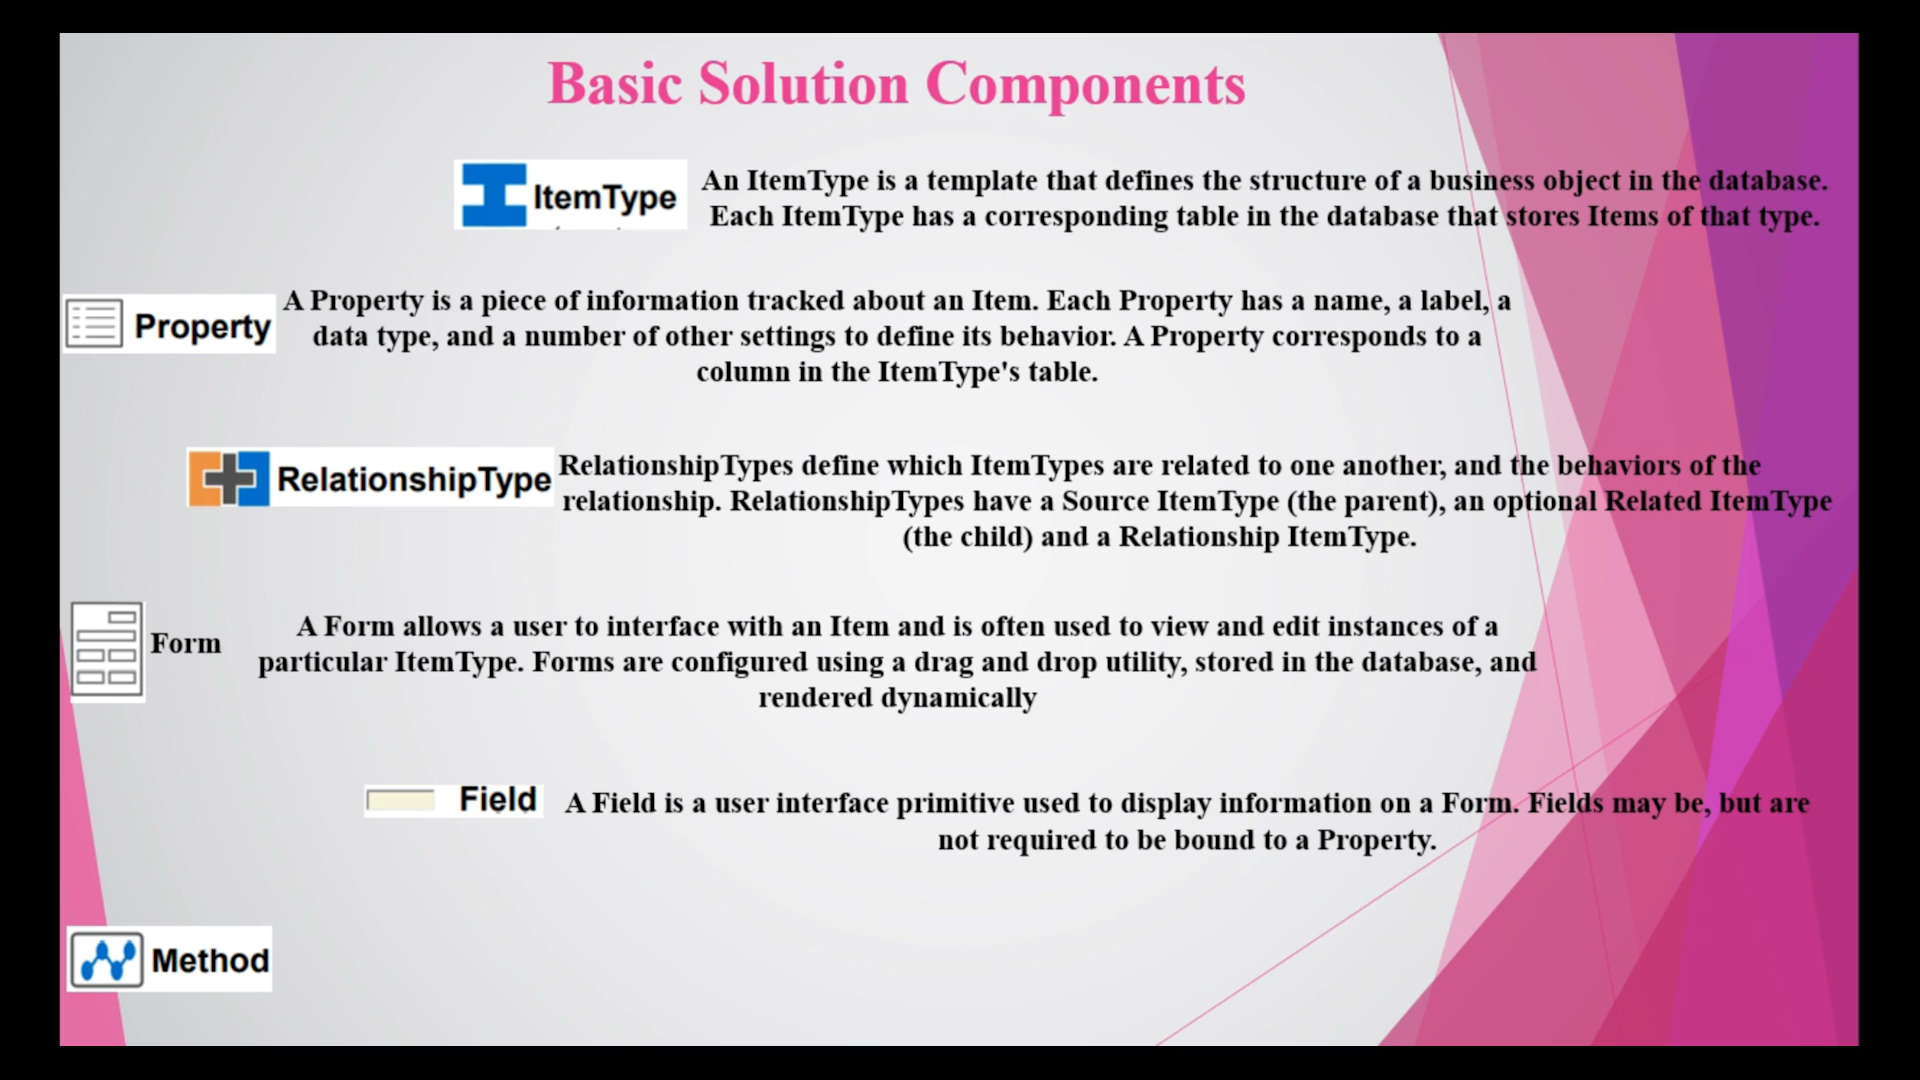 Basic Solution Components
ItemType
An ItemType is a template that defines the structure of a business object in the database.
Each ItemType has a corresponding table in the database that stores Items of that type.
Property
A Property is a piece of information tracked about an Item. Each Property has a name, a label, a
data type, and a number of other settings to define its behavior. A Property corresponds to a
column in the ItemType's table.
RelationshipType
RelationshipTypes define which ItemTypes are related to one another, and the behaviors of the
relationship. RelationshipTypes have a Source ItemType (the parent), an optional Related ItemType
(the child) and a Relationship ItemType.
Form
A Form allows a user to interface with an Item and is often used to view and edit instances of a
particular ItemType. Forms are configured using a drag and drop utility, stored in the database, and
rendered dynamically
Field
A Field is a user interface primitive used to display information on a Form. Fields may be, but are
not required to be bound to a Property.
Method